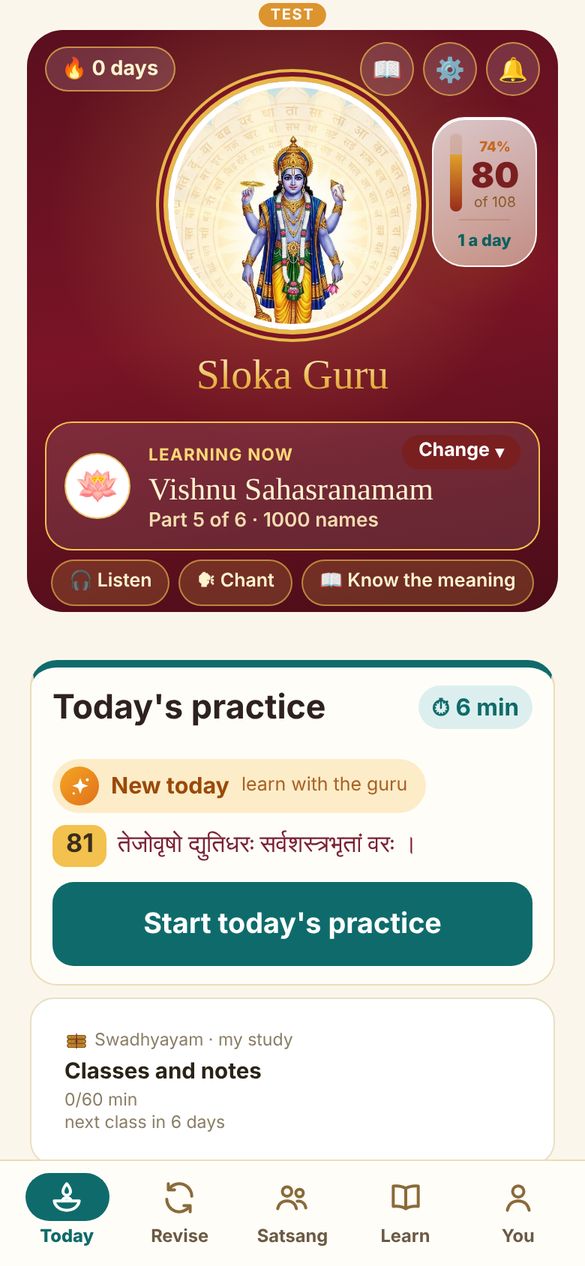 TEST
0 days
74%
80
of 108
1 a day
Sloka Guru
LEARNING NOW
Change ▾
Vishnu Sahasranamam
Part 5 of 6 · 1000 names
Listen
Chant
Know the meaning
Today's practice
6 min
New today learn with the guru
81 तेजोवृषो द्युतिधरः सर्वशस्त्रभृतां वरः ।
Start today's practice
Swadhyayam · my study
Classes and notes
0/60 min
next class in 6 days
Today
Revise
Satsang
Learn
You